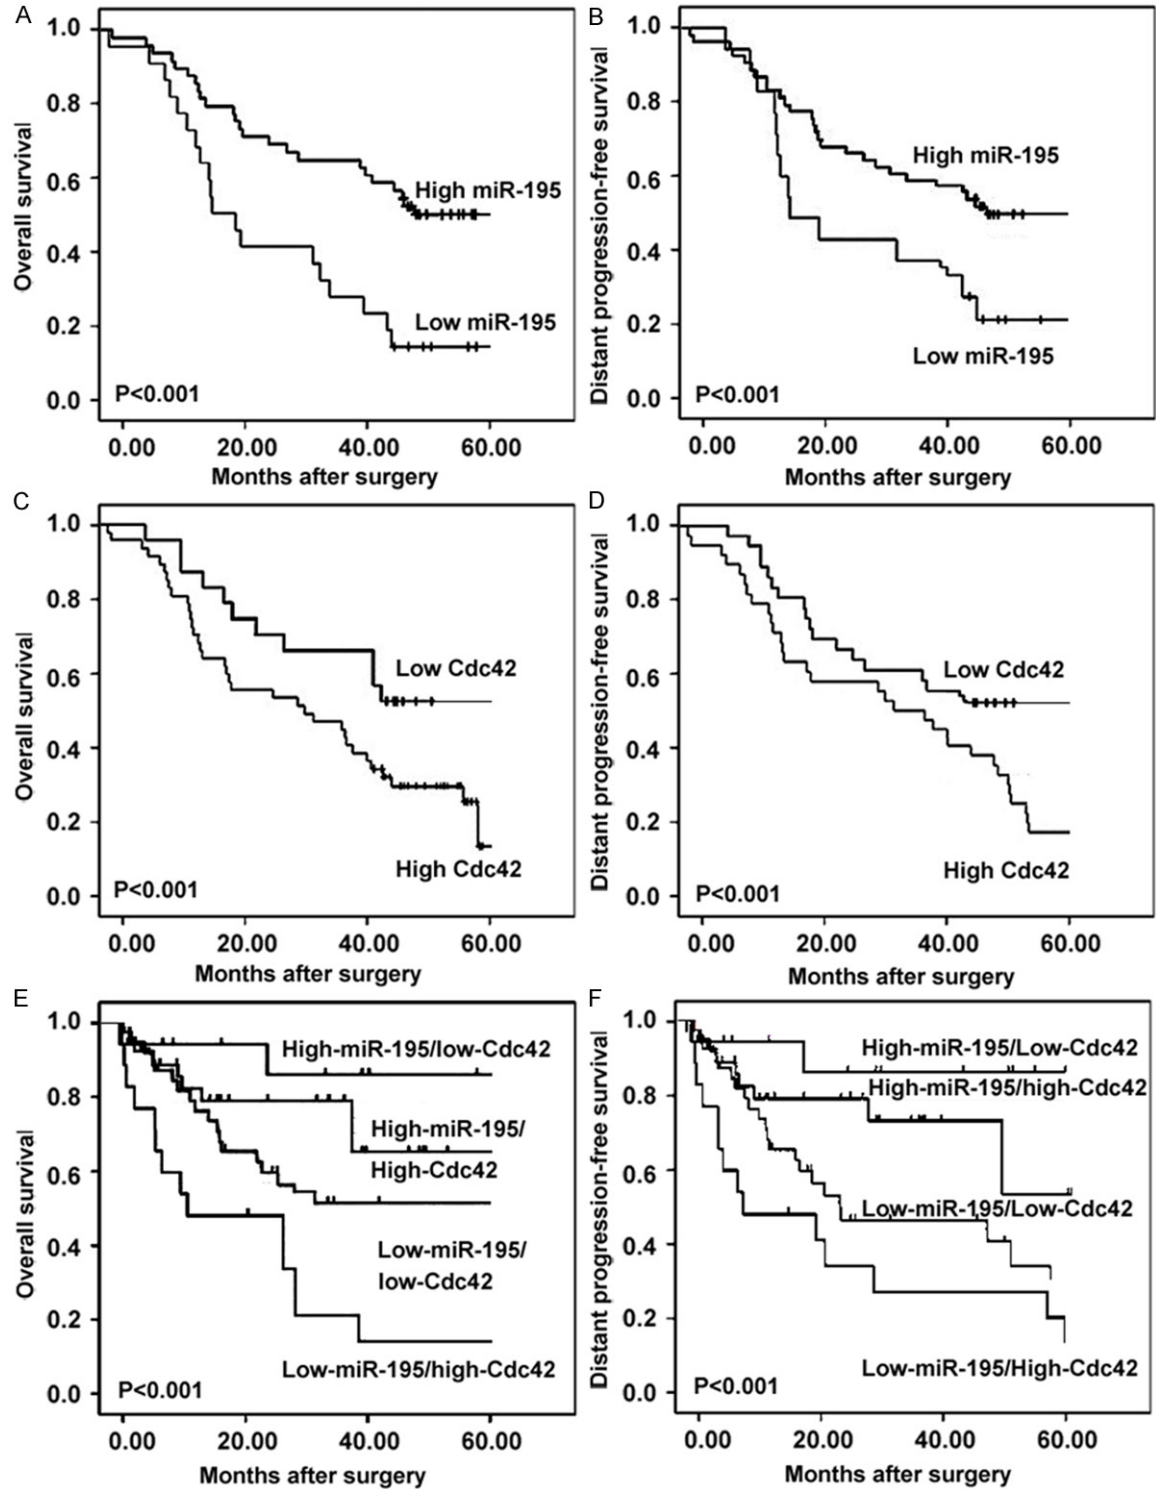 A
Overall survival
1.0
0.8
0.6
0.4
0.2
0.0
High miR-195
Low miR-195
P<0.001
0.00 20.00 40.00 60.00
Months after surgery
B
Distant progression-free survival
1.0
0.8
0.6
0.4
0.2
0.0
High miR-195
Low miR-195
P<0.001
0.00 20.00 40.00 60.00
Months after surgery
C
Overall survival
1.0
0.8
0.6
0.4
0.2
0.0
Low Cdc42
High Cdc42
P<0.001
0.00 20.00 40.00 60.00
Months after surgery
D
Distant progression-free survival
1.0
0.8
0.6
0.4
0.2
0.0
Low Cdc42
High Cdc42
P<0.001
0.00 20.00 40.00 60.00
Months after surgery
E
Overall survival
1.0
0.8
0.6
0.4
0.2
0.0
High-miR-195/low-Cdc42
High-miR-195/
High-Cdc42
Low-miR-195/
low-Cdc42
Low-miR-195/high-Cdc42
P<0.001
0.00 20.00 40.00 60.00
Months after surgery
F
Distant progression-free survival
1.0
0.8
0.6
0.4
0.2
0.0
High-miR-195/Low-Cdc42
High-miR-195/high-Cdc42
Low-miR-195/Low-Cdc42
Low-miR-195/High-Cdc42
P<0.001
0.00 20.00 40.00 60.00
Months after surgery